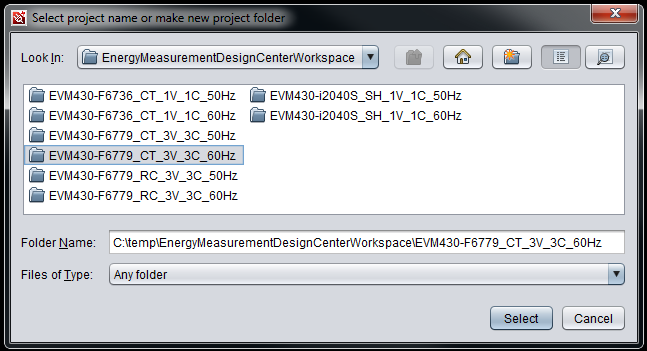 Select project name or make new project folder
Look In: EnergyMeasurementDesignCenterWorkspace
EVM430-F6736_CT_1V_1C_50Hz
EVM430-F6736_CT_1V_1C_60Hz
EVM430-F6779_CT_3V_3C_50Hz
EVM430-F6779_CT_3V_3C_60Hz
EVM430-F6779_RC_3V_3C_50Hz
EVM430-F6779_RC_3V_3C_60Hz
EVM430-i2040S_SH_1V_1C_50Hz
EVM430-i2040S_SH_1V_1C_60Hz
Folder Name: C:\temp\EnergyMeasurementDesignCenterWorkspace\EVM430-F6779_CT_3V_3C_60Hz
Files of Type: Any folder
Select Cancel